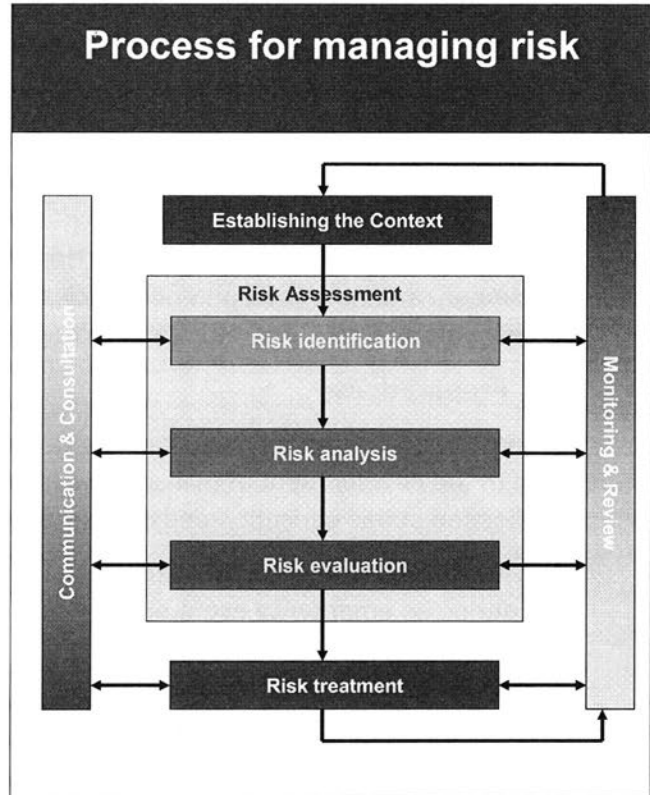 Process for managing risk
Establishing the Context
Risk Assessment
Risk identification
Risk analysis
Risk evaluation
Risk treatment
Communication & Consultation
Monitoring & Review